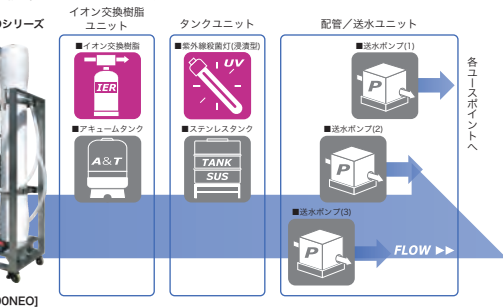 シリーズ
イオン交換樹脂
ユニット
タンクユニット
配管／送水ユニット
■イオン交換樹脂
IER
■アキュームタンク
A&T
■紫外線殺菌灯(浸漬型)
UV
■ステンレスタンク
TANK
SUS
■送水ポンプ(1)
P
■送水ポンプ(2)
P
■送水ポンプ(3)
P
FLOW ▶▶
各ユースポイントへ
00NEO]